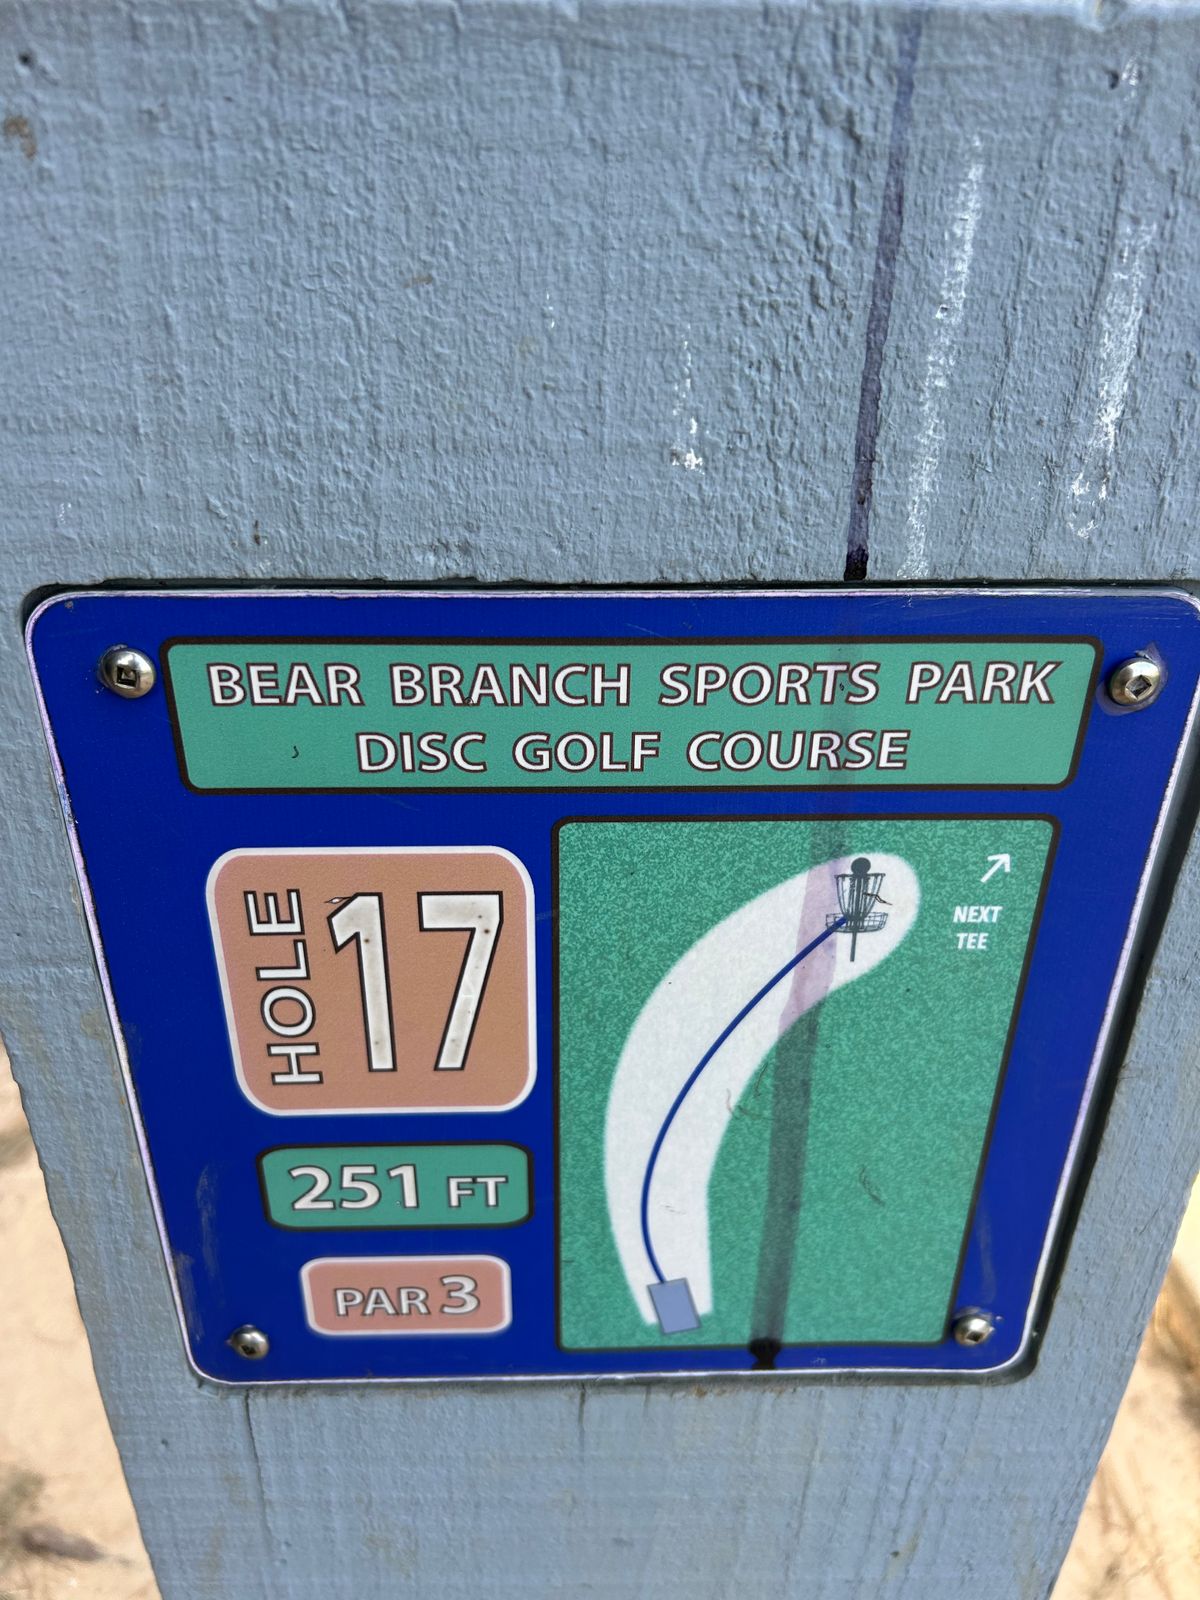 BEAR BRANCH SPORTS PARK
DISC GOLF COURSE
HOLE
17
251 FT
PAR 3
NEXT
TEE